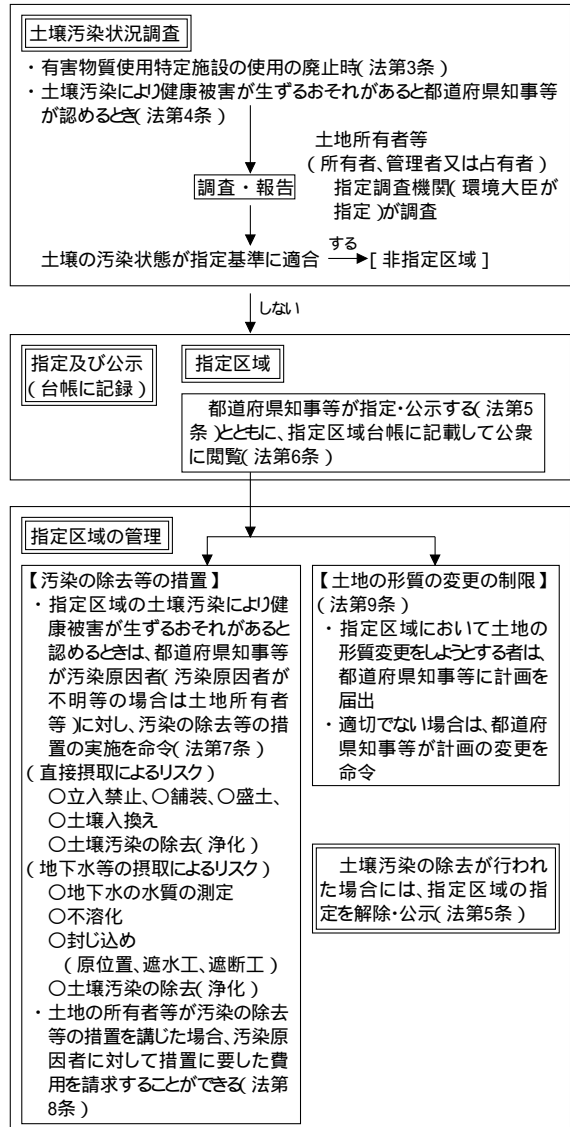 土壌汚染状況調査
・有害物質使用特定施設の使用の廃止時(法第3条)
・土壌汚染により健康被害が生ずるおそれがあると都道府県知事等
が認めるとき(法第4条)
土地所有者等
(所有者、管理者又は占有者)
調査・報告
指定調査機関(環境大臣が
指定)が調査
土壌の汚染状態が指定基準に適合
する
[非指定区域]
しない
指定及び公示
(台帳に記録)
指定区域
都道府県知事等が指定・公示する(法第5
条)とともに、指定区域台帳に記載して公衆
に閲覧(法第6条)
指定区域の管理
【汚染の除去等の措置】
・指定区域の土壌汚染により健
康被害が生ずるおそれがあると
認めるときは、都道府県知事等
が汚染原因者(汚染原因者が
不明等の場合は土地所有者
等)に対し、汚染の除去等の措
置の実施を命令(法第7条)
(直接摂取によるリスク)
○立入禁止、○舗装、○盛土、
○土壌入換え
○土壌汚染の除去(浄化)
(地下水等の摂取によるリスク)
○地下水の水質の測定
○不溶化
○封じ込め
(原位置、遮水工、遮断工)
○土壌汚染の除去(浄化)
・土地の所有者等が汚染の除去
等の措置を講じた場合、汚染原
因者に対して措置に要した費
用を請求することができる(法第
8条)
【土地の形質の変更の制限】
(法第9条)
・指定区域において土地の
形質変更をしようとする者は、
都道府県知事等に計画を
届出
・適切でない場合は、都道府
県知事等が計画の変更を
命令
土壌汚染の除去が行われ
た場合には、指定区域の指
定を解除・公示(法第5条)